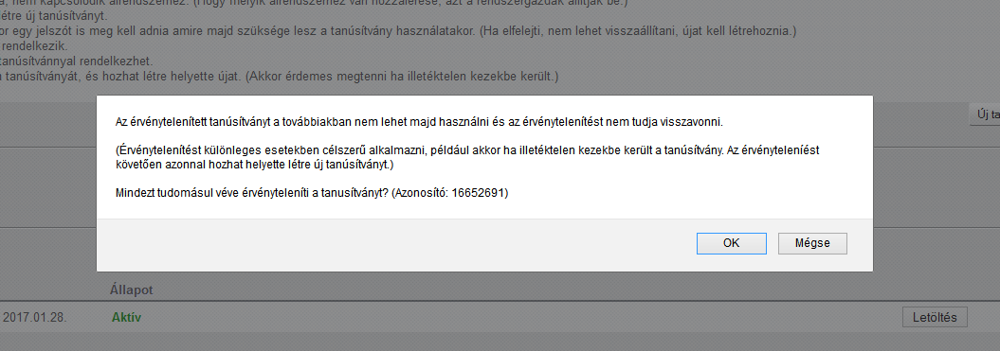 a, nem kapcsolódik alrendszerhez. (Hogy melyik alrendszerhez van hozzáférése, azt a rendszergazdák állítják be.)
létre új tanúsítványt.
or egy jelszót is meg kell adnia amire majd szüksége lesz a tanúsítvány használatakor. (Ha elfelejti, nem lehet visszaállítani, újat kell létrehoznia.)
rendelkezik.
tanúsítvánnyal rendelkezhet.
a tanúsítványát, és hozhat létre helyette újat. (Akkor érdemes megtenni ha illetéktelen kezekbe került.)
Új ta
Az érvénytelenített tanúsítványt a továbbiakban nem lehet majd használni és az érvénytelenítést nem tudja visszavonni.
(Érvénytelenítést különleges esetekben célszerű alkalmazni, például akkor ha illetéktelen kezekbe került a tanúsítvány. Az érvényteleníést
követően azonnal hozhat helyette létre új tanúsítványt.)
Mindezt tudomásul véve érvényteleníti a tanusítványt? (Azonosító: 16652691)
OK Mégse
Állapot
2017.01.28. Aktív Letöltés